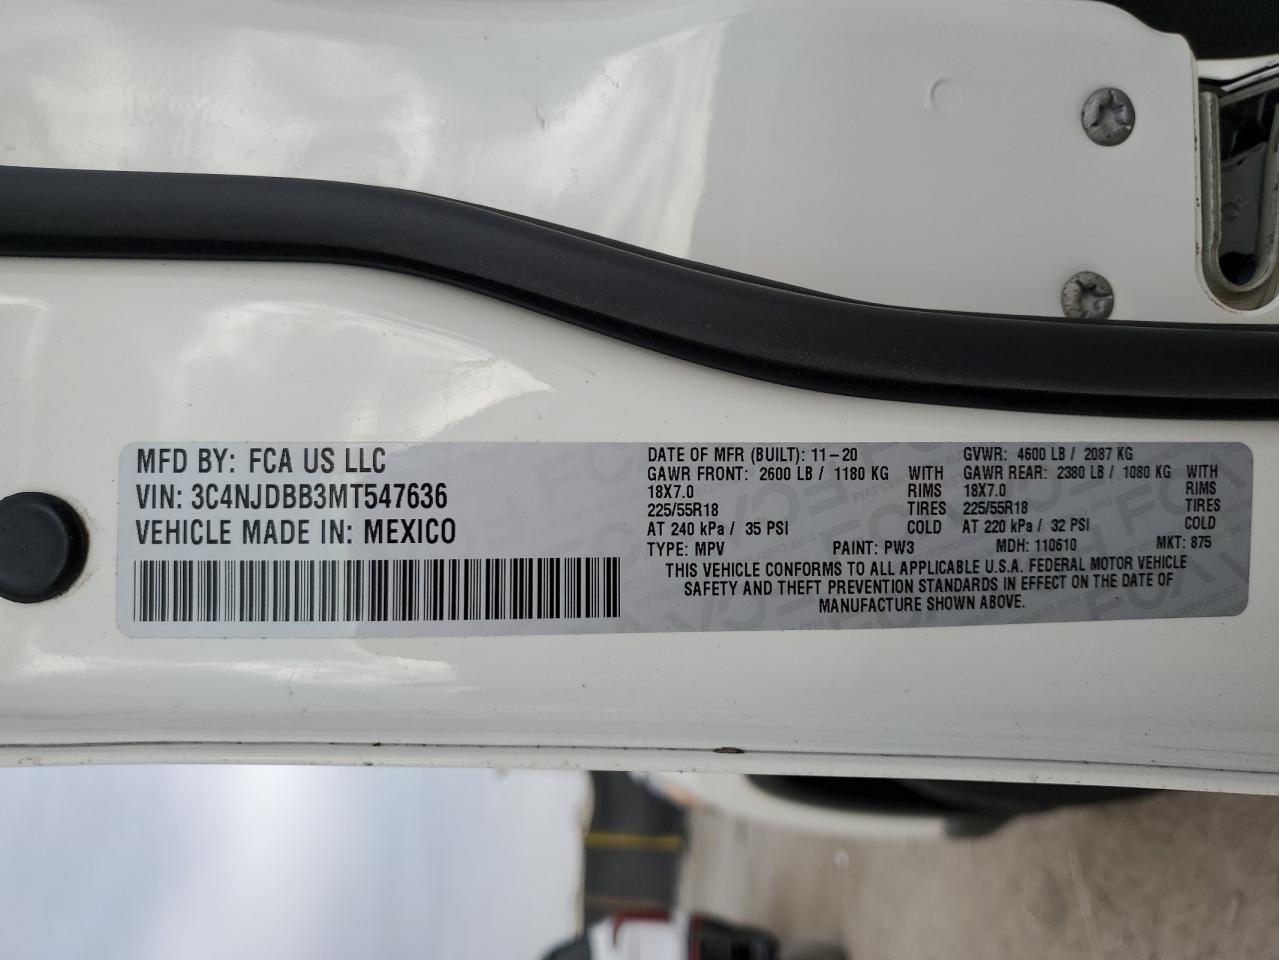 MFD BY: FCA US LLC
VIN: 3C4NJDBB3MT547636
VEHICLE MADE IN: MEXICO
DATE OF MFR (BUILT): 11-20 GVWR: 4600 LB / 2087 KG
GAWR FRONT: 2600 LB / 1180 KG WITH GAWR REAR: 2380 LB / 1080 KG WITH
18X7.0 RIMS 18X7.0 RIMS
225/55R18 TIRES 225/55R18 TIRES
AT 240 kPa / 35 PSI COLD AT 220 kPa / 32 PSI COLD
TYPE: MPV PAINT: PW3 MDH: 110610 MKT: 875
THIS VEHICLE CONFORMS TO ALL APPLICABLE U.S.A. FEDERAL MOTOR VEHICLE
SAFETY AND THEFT PREVENTION STANDARDS IN EFFECT ON THE DATE OF
MANUFACTURE SHOWN ABOVE.